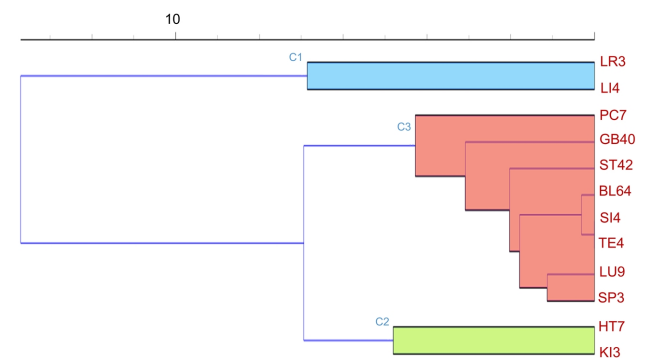 10
C1
LR3
LI4
PC7
C3
GB40
ST42
BL64
SI4
TE4
LU9
SP3
C2
HT7
KI3